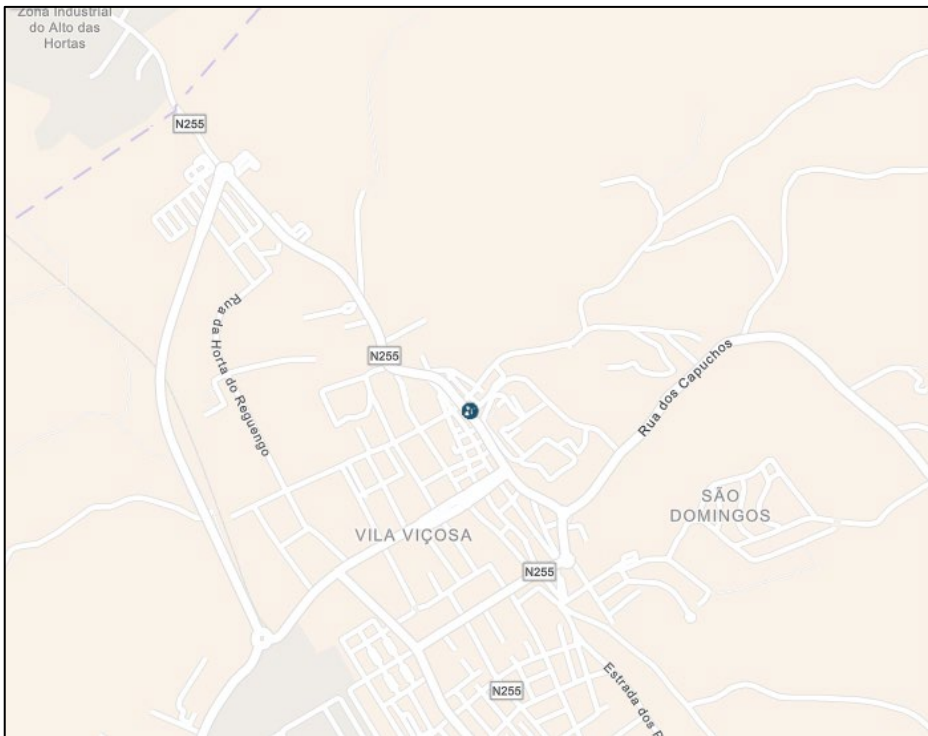 Zona Industrial
do Alto das
Hortas
N255
Rua da Horta do Reguengo
N255
Rua dos Capuchos
SÃO
DOMINGOS
VILA VIÇOSA
N255
Estrada dos
N255